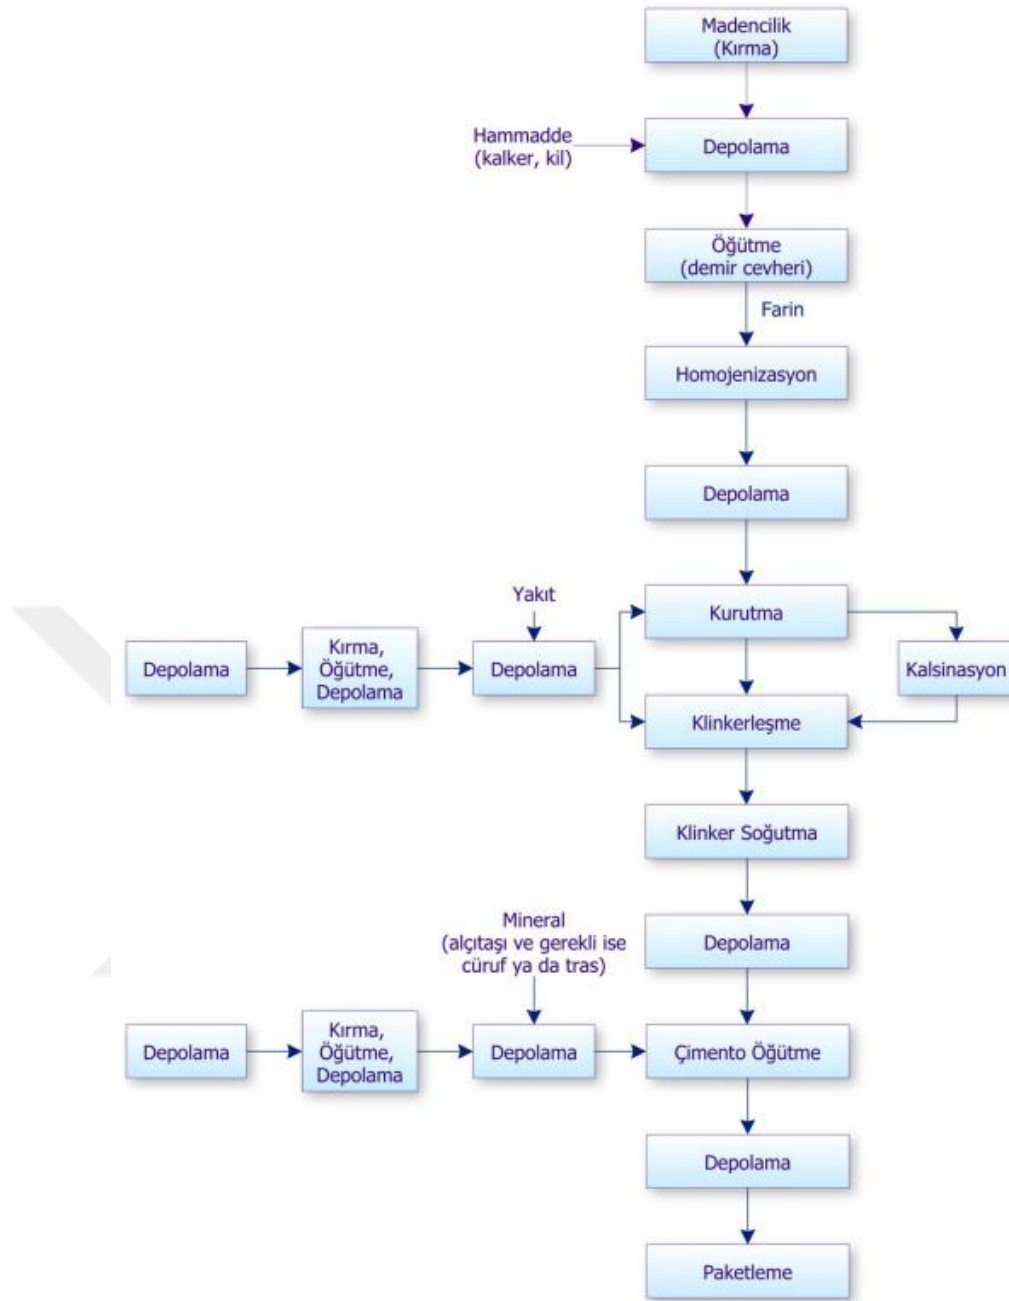 Madencilik
(Kırma)
Hammadde
(kalker, kil)
Depolama
Öğütme
(demir cevheri)
Farin
Homojenizasyon
Depolama
Yakıt
Kurutma
Depolama
Kırma,
Öğütme,
Depolama
Depolama
Kalsinasyon
Klinkerleşme
Klinker Soğutma
Mineral
(alçıtaşı ve gerekli ise
cüruf ya da tras)
Depolama
Depolama
Kırma,
Öğütme,
Depolama
Depolama
Çimento Öğütme
Depolama
Paketleme